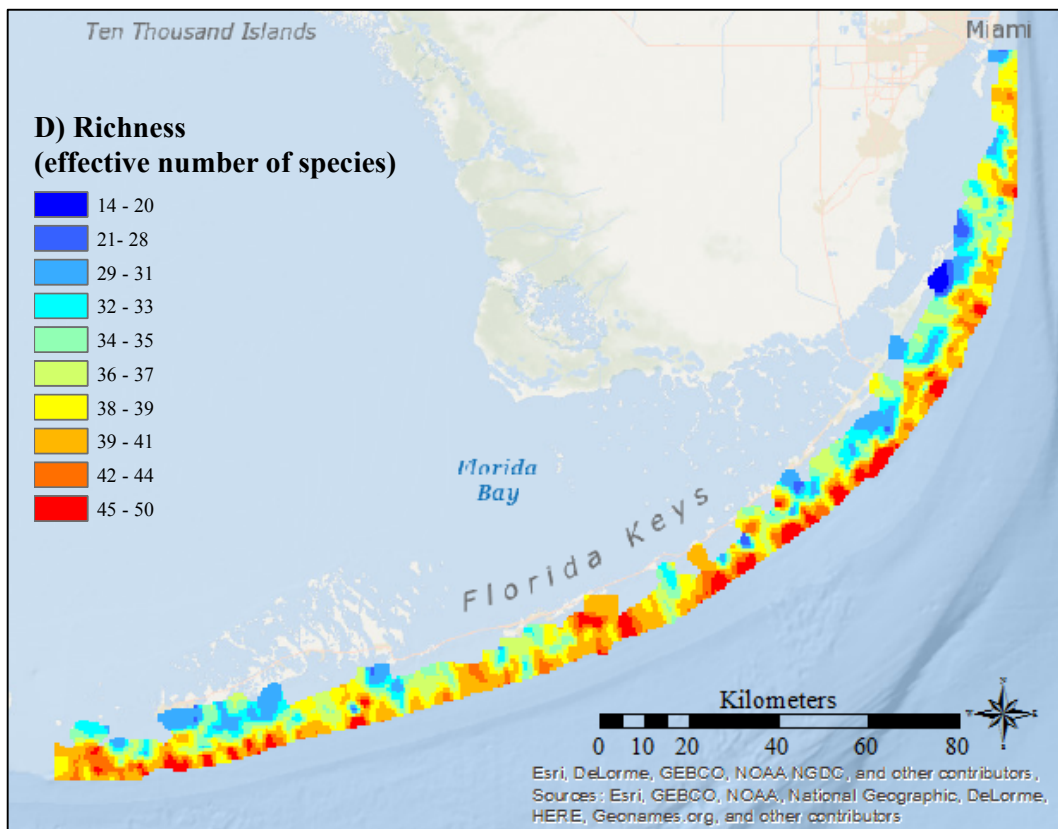 Ten Thousand Islands
Miami
D) Richness
(effective number of species)
14 - 20
21- 28
29 - 31
32 - 33
34 - 35
36 - 37
38 - 39
39 - 41
42 - 44
45 - 50
Florida
Bay
Florida Keys
Kilometers
N
0 10 20 40 60 80
Esri, DeLorme, GEBCO, NOAA NGDC, and other contributors,
Sources: Esri, GEBCO, NOAA, National Geographic, DeLorme,
HERE, Geonames.org, and other contributors